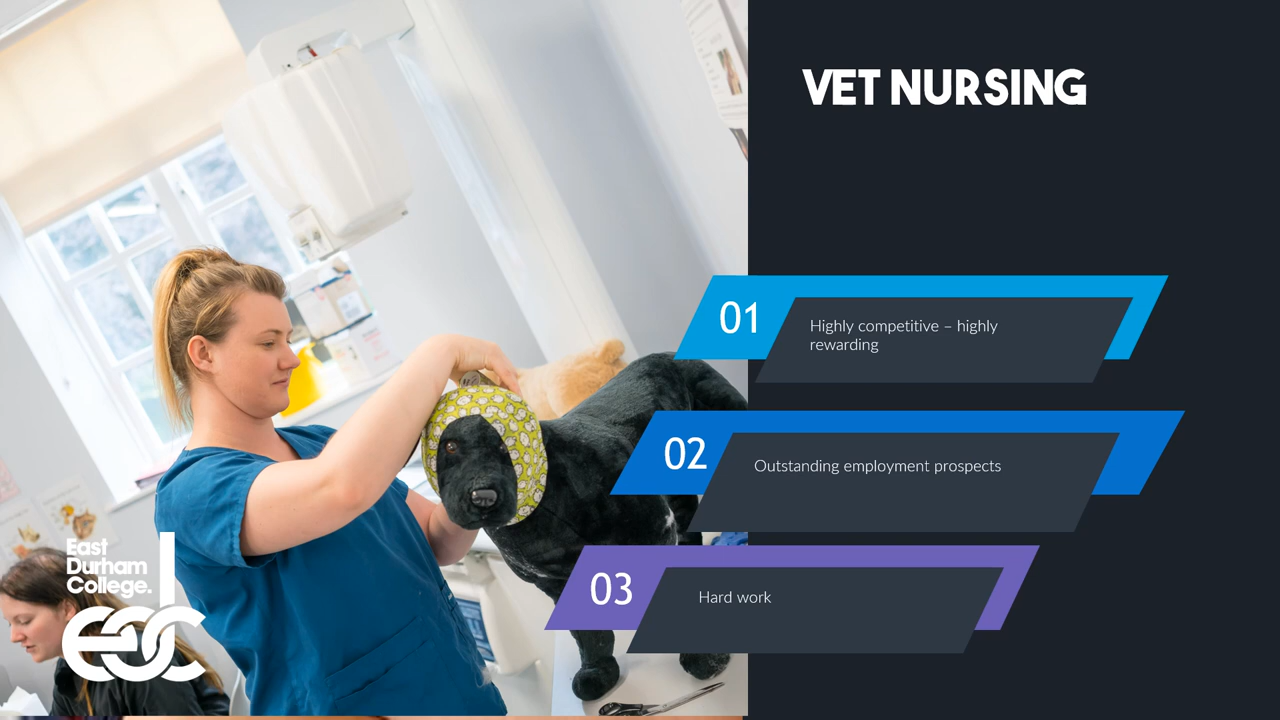 VET NURSING
01
Highly competitive – highly
rewarding
02
Outstanding employment prospects
03
Hard work
East
Durham
College.
edc